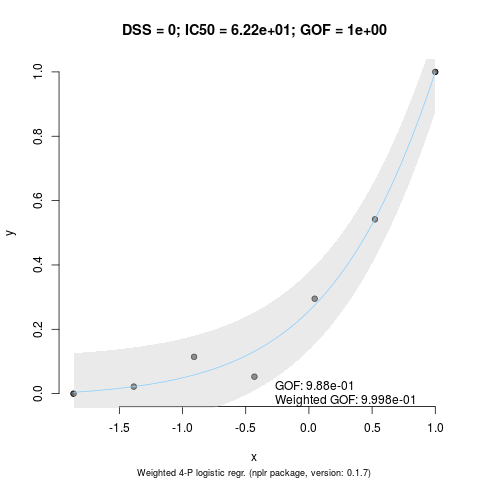 DSS = 0; IC50 = 6.22e+01; GOF = 1e+00
1.0
0.8
0.6
0.4
0.2
0.0
y
GOF: 9.88e-01
Weighted GOF: 9.998e-01
-1.5 -1.0 -0.5 0.0 0.5 1.0
x
Weighted 4-P logistic regr. (nplr package, version: 0.1.7)